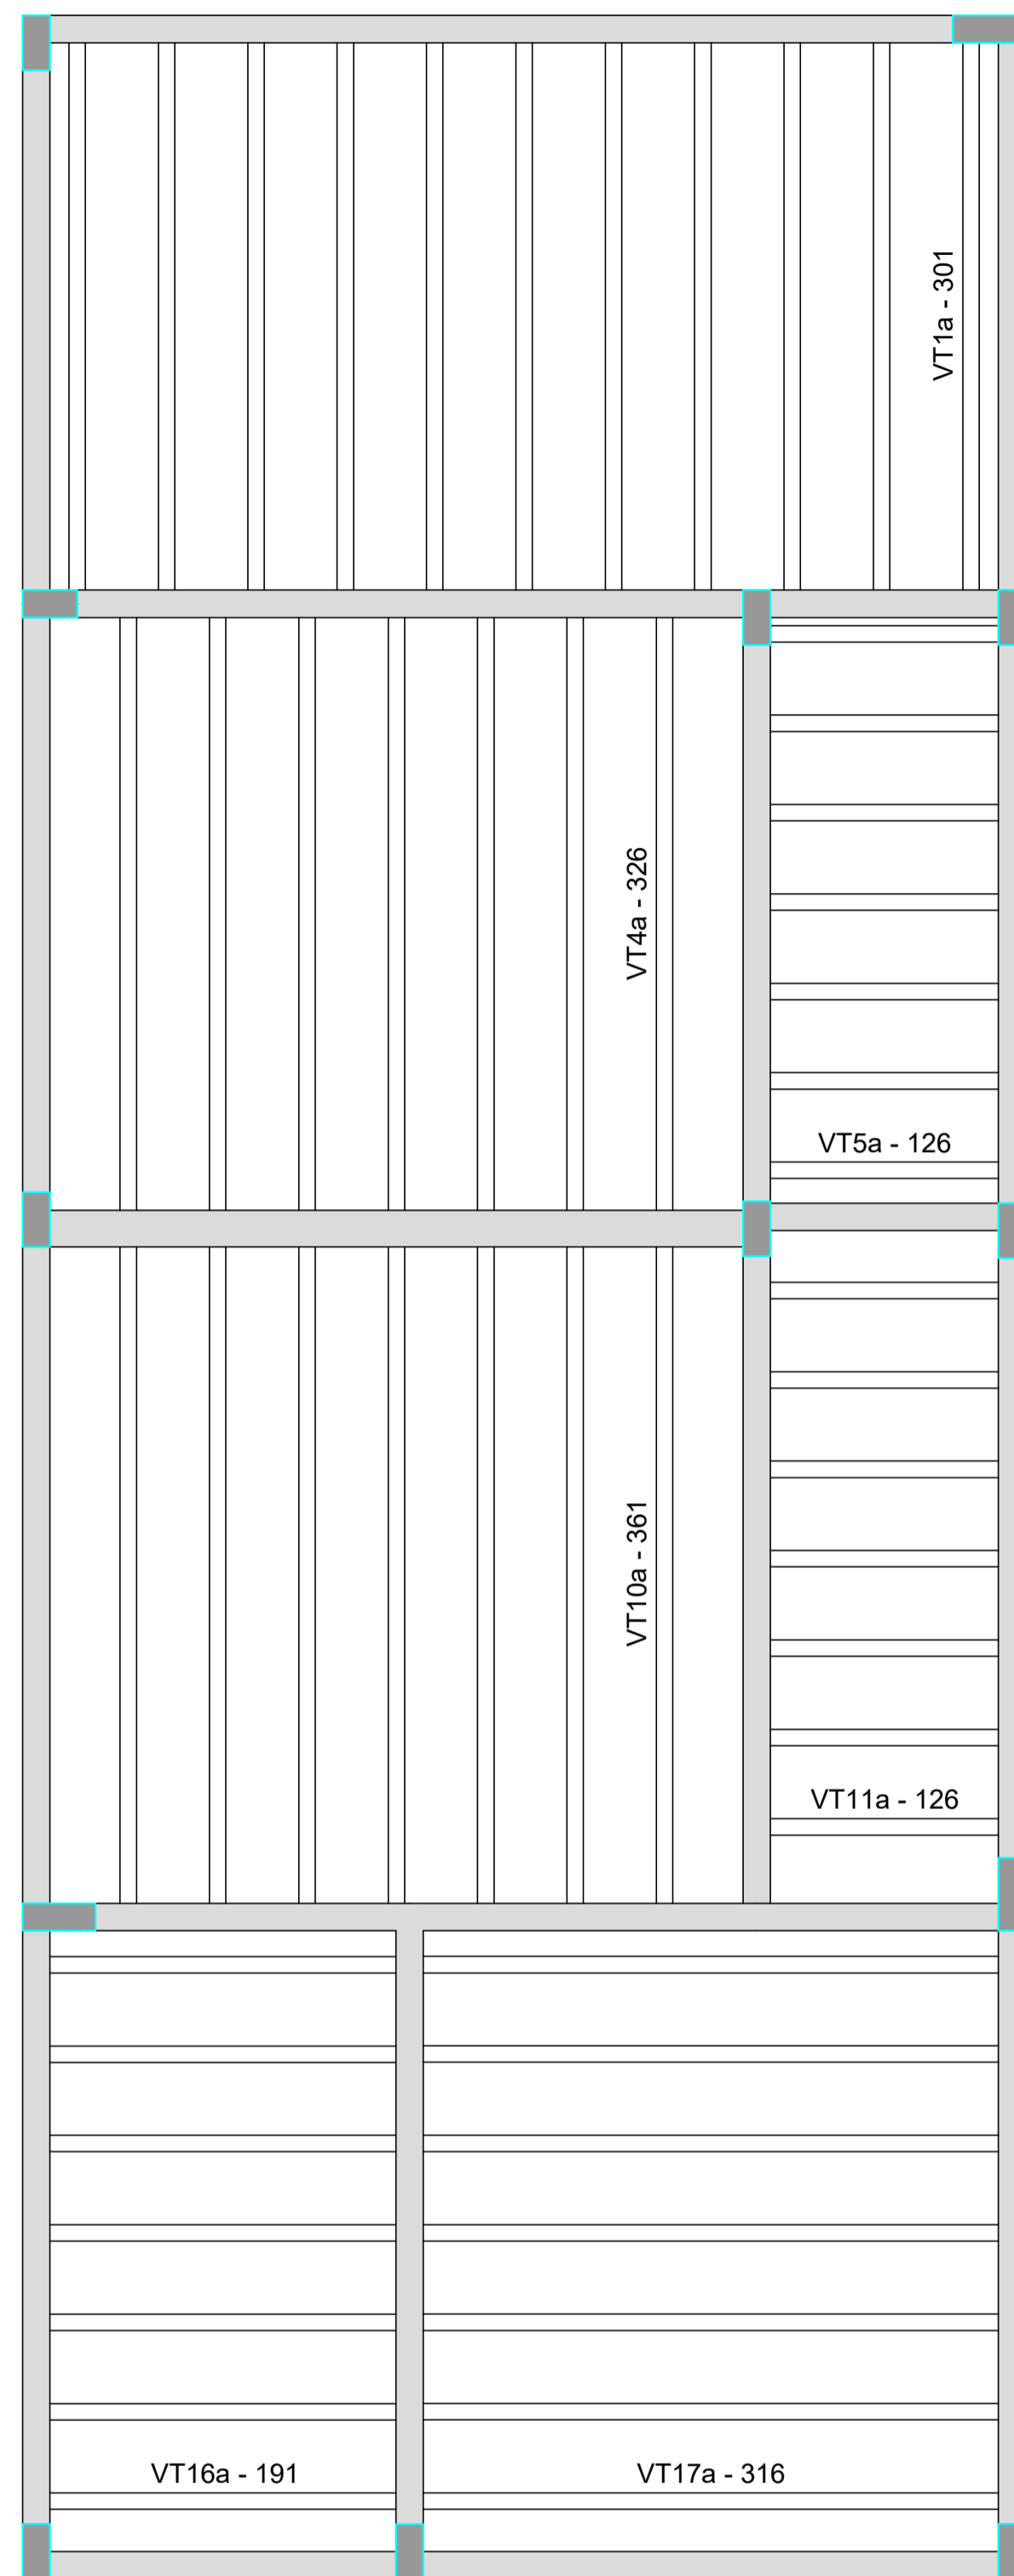 VT1a - 301
VT4a - 326
VT5a - 126
VT10a - 361
VT11a - 126
VT16a - 191
VT17a - 316